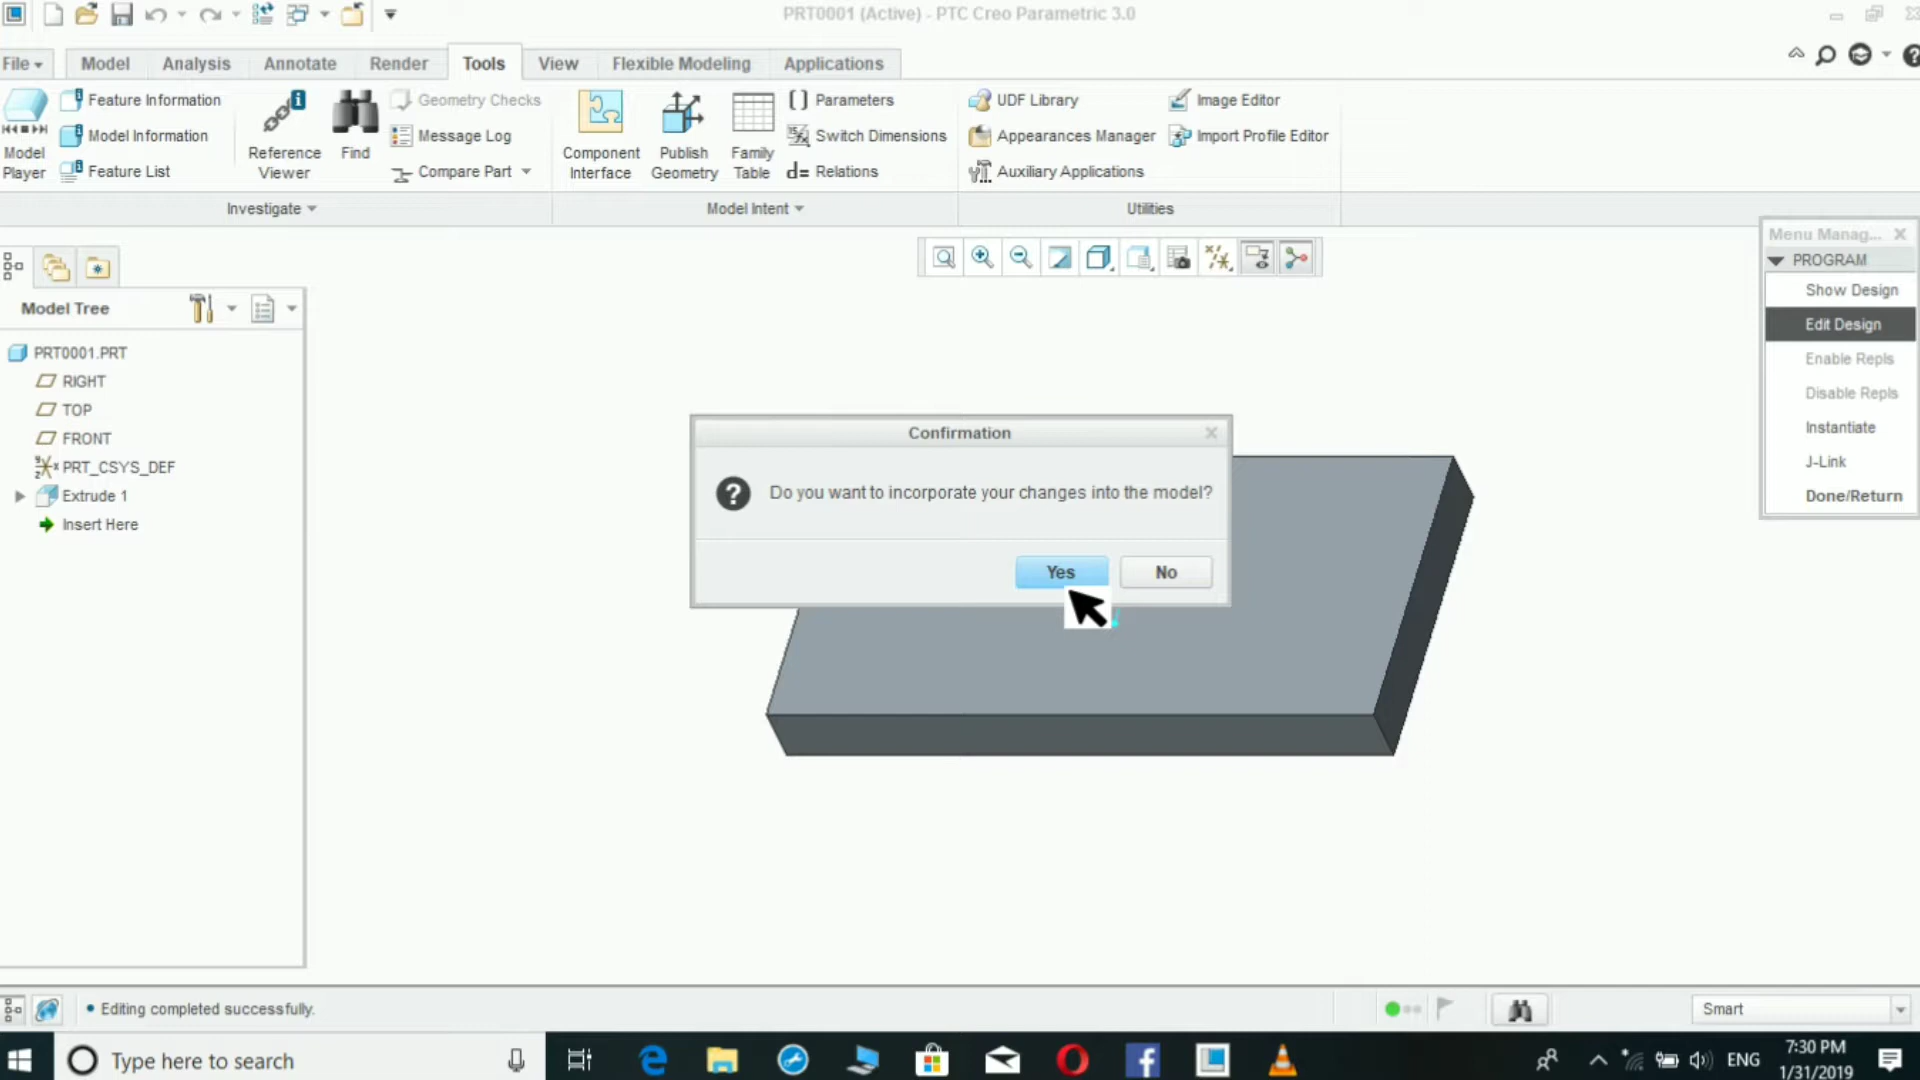 PRT0001 (Active) - PTC Creo Parametric 3.0
File
Model
Analysis
Annotate
Render
Tools
View
Flexible Modeling
Applications
Model Player
Feature Information
Model Information
Feature List
Reference Viewer
Find
Geometry Checks
Message Log
Compare Part
Component Interface
Publish Geometry
Family Table
Parameters
Switch Dimensions
d= Relations
UDF Library
Appearances Manager
Auxiliary Applications
Image Editor
Import Profile Editor
Investigate
Model Intent
Utilities
Menu Manag...
PROGRAM
Show Design
Edit Design
Enable Repls
Disable Repls
Instantiate
J-Link
Done/Return
Model Tree
PRT0001.PRT
RIGHT
TOP
FRONT
PRT_CSYS_DEF
Extrude 1
Insert Here
Confirmation
Do you want to incorporate your changes into the model?
Yes
No
Editing completed successfully.
Smart
Type here to search
ENG
7:30 PM
1/31/2019